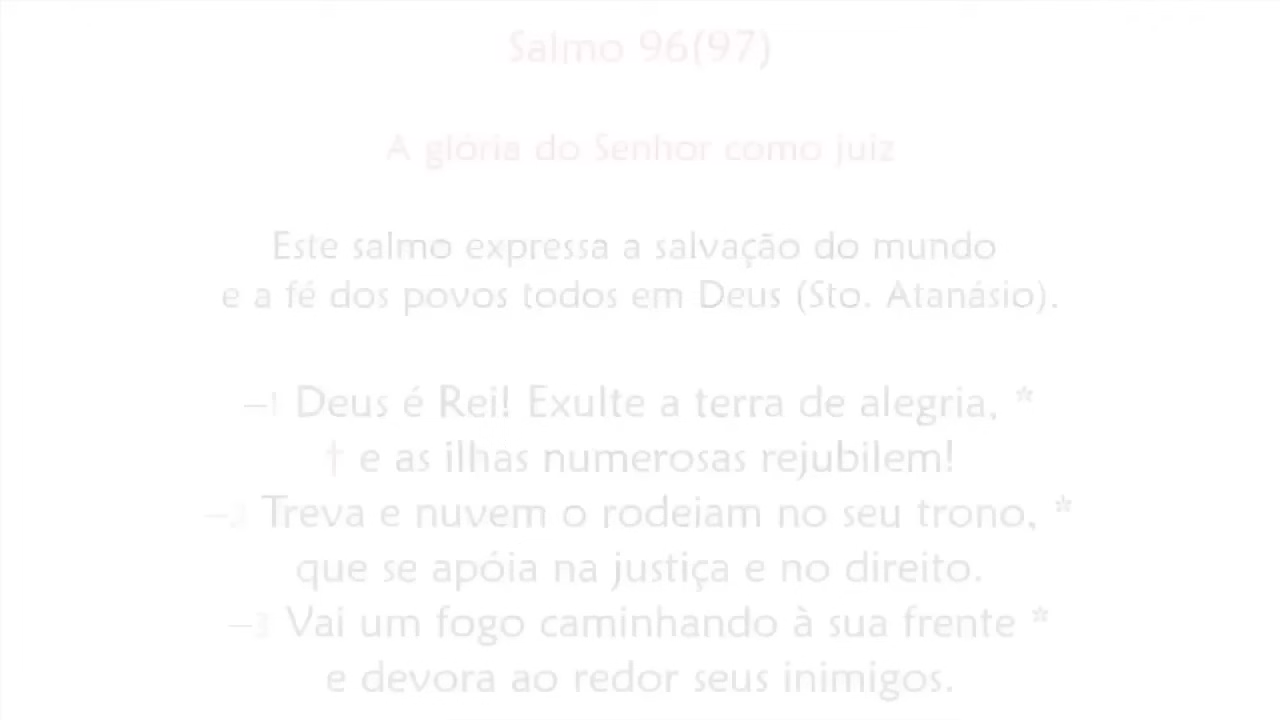 Salmo 96(97)
A glória do Senhor como juiz
Este salmo expressa a salvação do mundo
e a fé dos povos todos em Deus (Sto. Atanásio).
–1 Deus é Rei! Exulte a terra de alegria, *
† e as ilhas numerosas rejubilem!
–2 Treva e nuvem o rodeiam no seu trono, *
que se apóia na justiça e no direito.
–3 Vai um fogo caminhando à sua frente *
e devora ao redor seus inimigos.